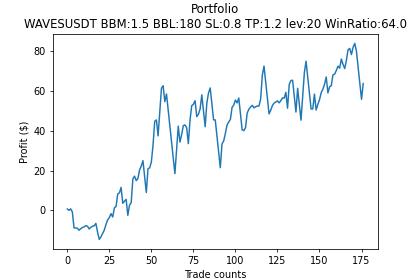 Portfolio
WAVESUSDT BBM:1.5 BBL:180 SL:0.8 TP:1.2 lev:20 WinRatio:64.0
80
60
40
20
0
Profit ($)
0 25 50 75 100 125 150 175
Trade counts